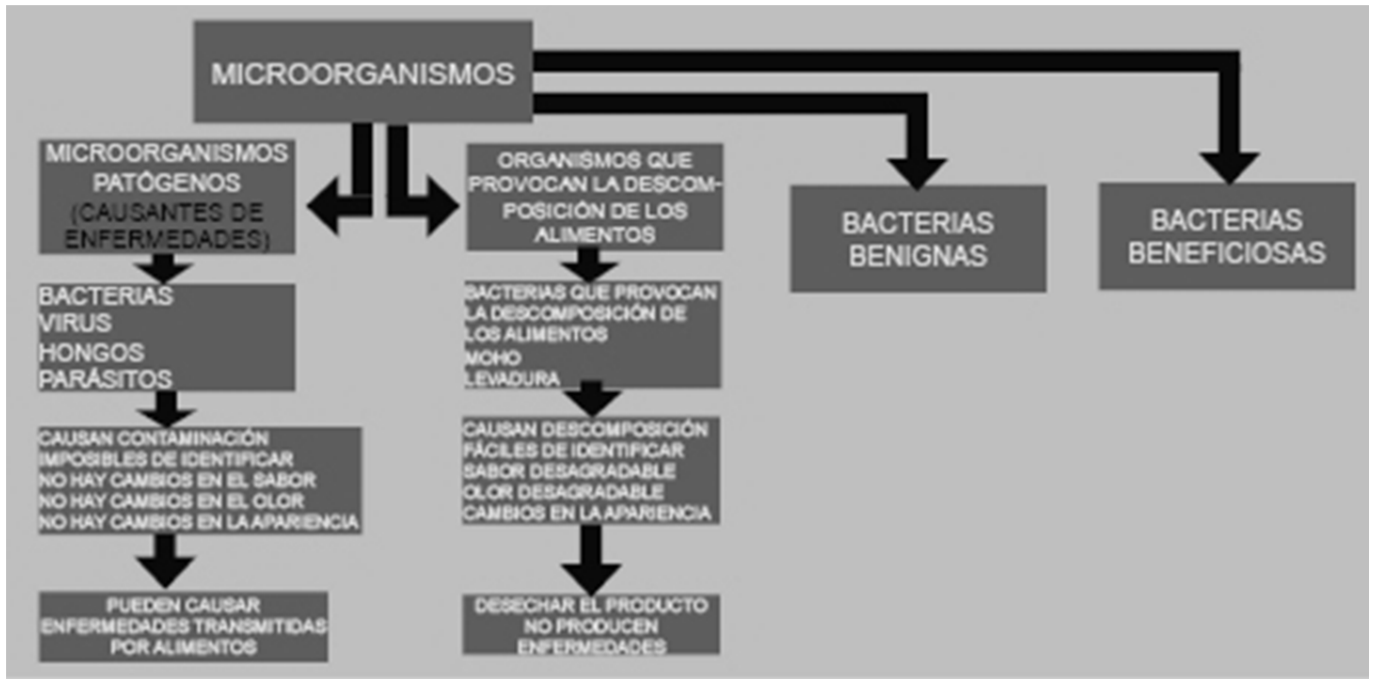 MICROORGANISMOS
MICROORGANISMOS
PATÓGENOS
(CAUSANTES DE
ENFERMEDADES)
BACTERIAS
VIRUS
HONGOS
PARÁSITOS
CAUSAN CONTAMINACIÓN
IMPOSIBLES DE IDENTIFICAR
NO HAY CAMBIOS EN EL SABOR
NO HAY CAMBIOS EN EL OLOR
NO HAY CAMBIOS EN LA APARIENCIA
PUEDEN CAUSAR
ENFERMEDADES TRANSMITIDAS
POR ALIMENTOS
ORGANISMOS QUE
PROVOCAN LA DESCOM-
POSICIÓN DE LOS
ALIMENTOS
BACTERIAS QUE PROVOCAN
LA DESCOMPOSICIÓN DE
LOS ALIMENTOS
MOHO
LEVADURA
CAUSAN DESCOMPOSICIÓN
FÁCILES DE IDENTIFICAR
SABOR DESAGRADABLE
OLOR DESAGRADABLE
CAMBIOS EN LA APARIENCIA
DESECHAR EL PRODUCTO
NO PRODUCEN
ENFERMEDADES
BACTERIAS
BENIGNAS
BACTERIAS
BENEFICIOSAS